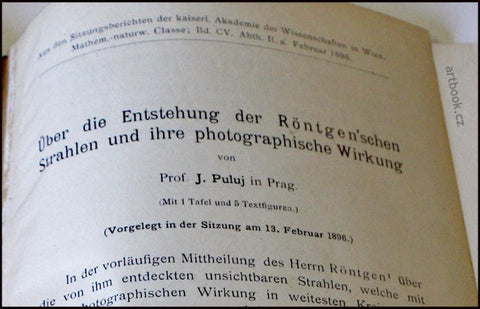 Aus den Sitzungsberichten der kaiserl. Akademie der Wissenschaften in Wien.
Mathem.-naturw. Classe; Bd. CV. Abth. II. a. Februar 1896.
Über die Entstehung der Röntgen'schen
Strahlen und ihre photographische Wirkung
von
Prof. J. Puluj in Prag.
(Mit 1 Tafel und 5 Textfiguren.)
(Vorgelegt in der Sitzung am 13. Februar 1896.)
In der vorläufigen Mittheilung des Herrn Röntgen¹ über
die von ihm entdeckten unsichtbaren Strahlen, welche mit
photographischen Wirkung in weitesten
artbook.cz